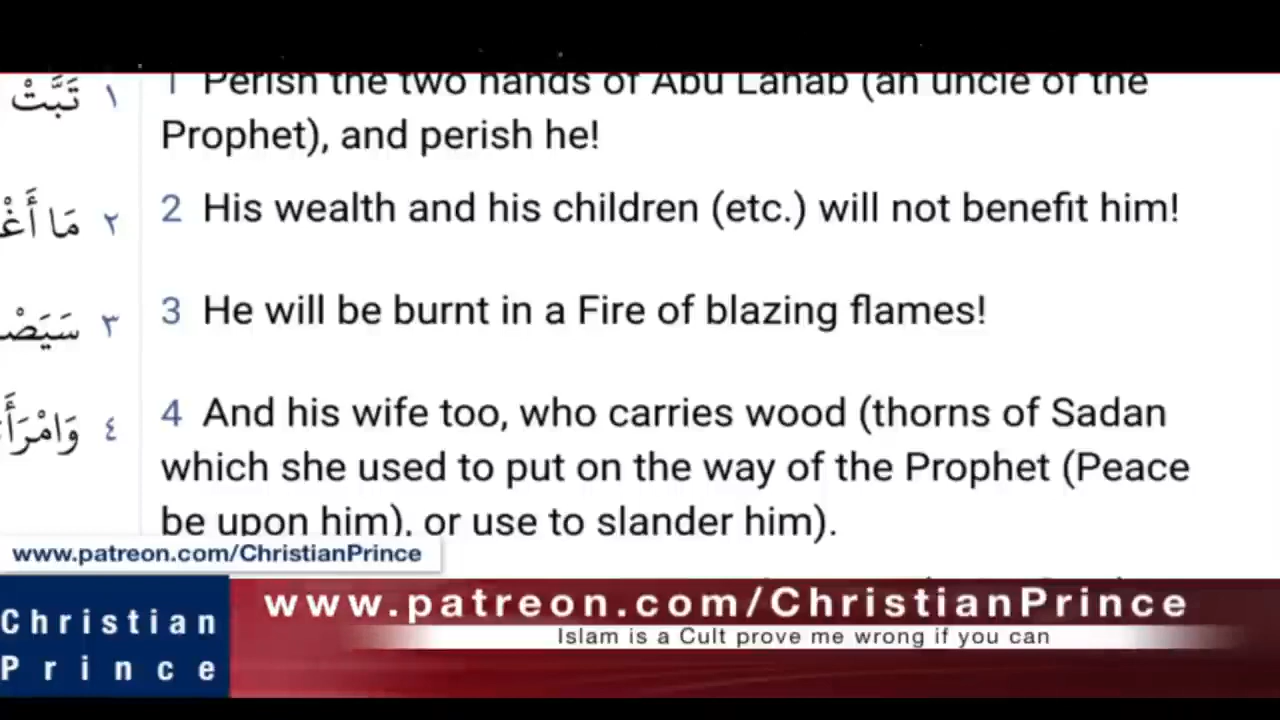 تَبَّتْ ١
1 Perish the two hands of Abu Lahab (an uncle of the
Prophet), and perish he!
مَا أَغْ ٢
2 His wealth and his children (etc.) will not benefit him!
سَيَصْ ٣
3 He will be burnt in a Fire of blazing flames!
وَامْرَأَ ٤
4 And his wife too, who carries wood (thorns of Sadan
which she used to put on the way of the Prophet (Peace
be upon him), or use to slander him).
www.patreon.com/ChristianPrince
Christian
Prince
www.patreon.com/ChristianPrince
Islam is a Cult prove me wrong if you can